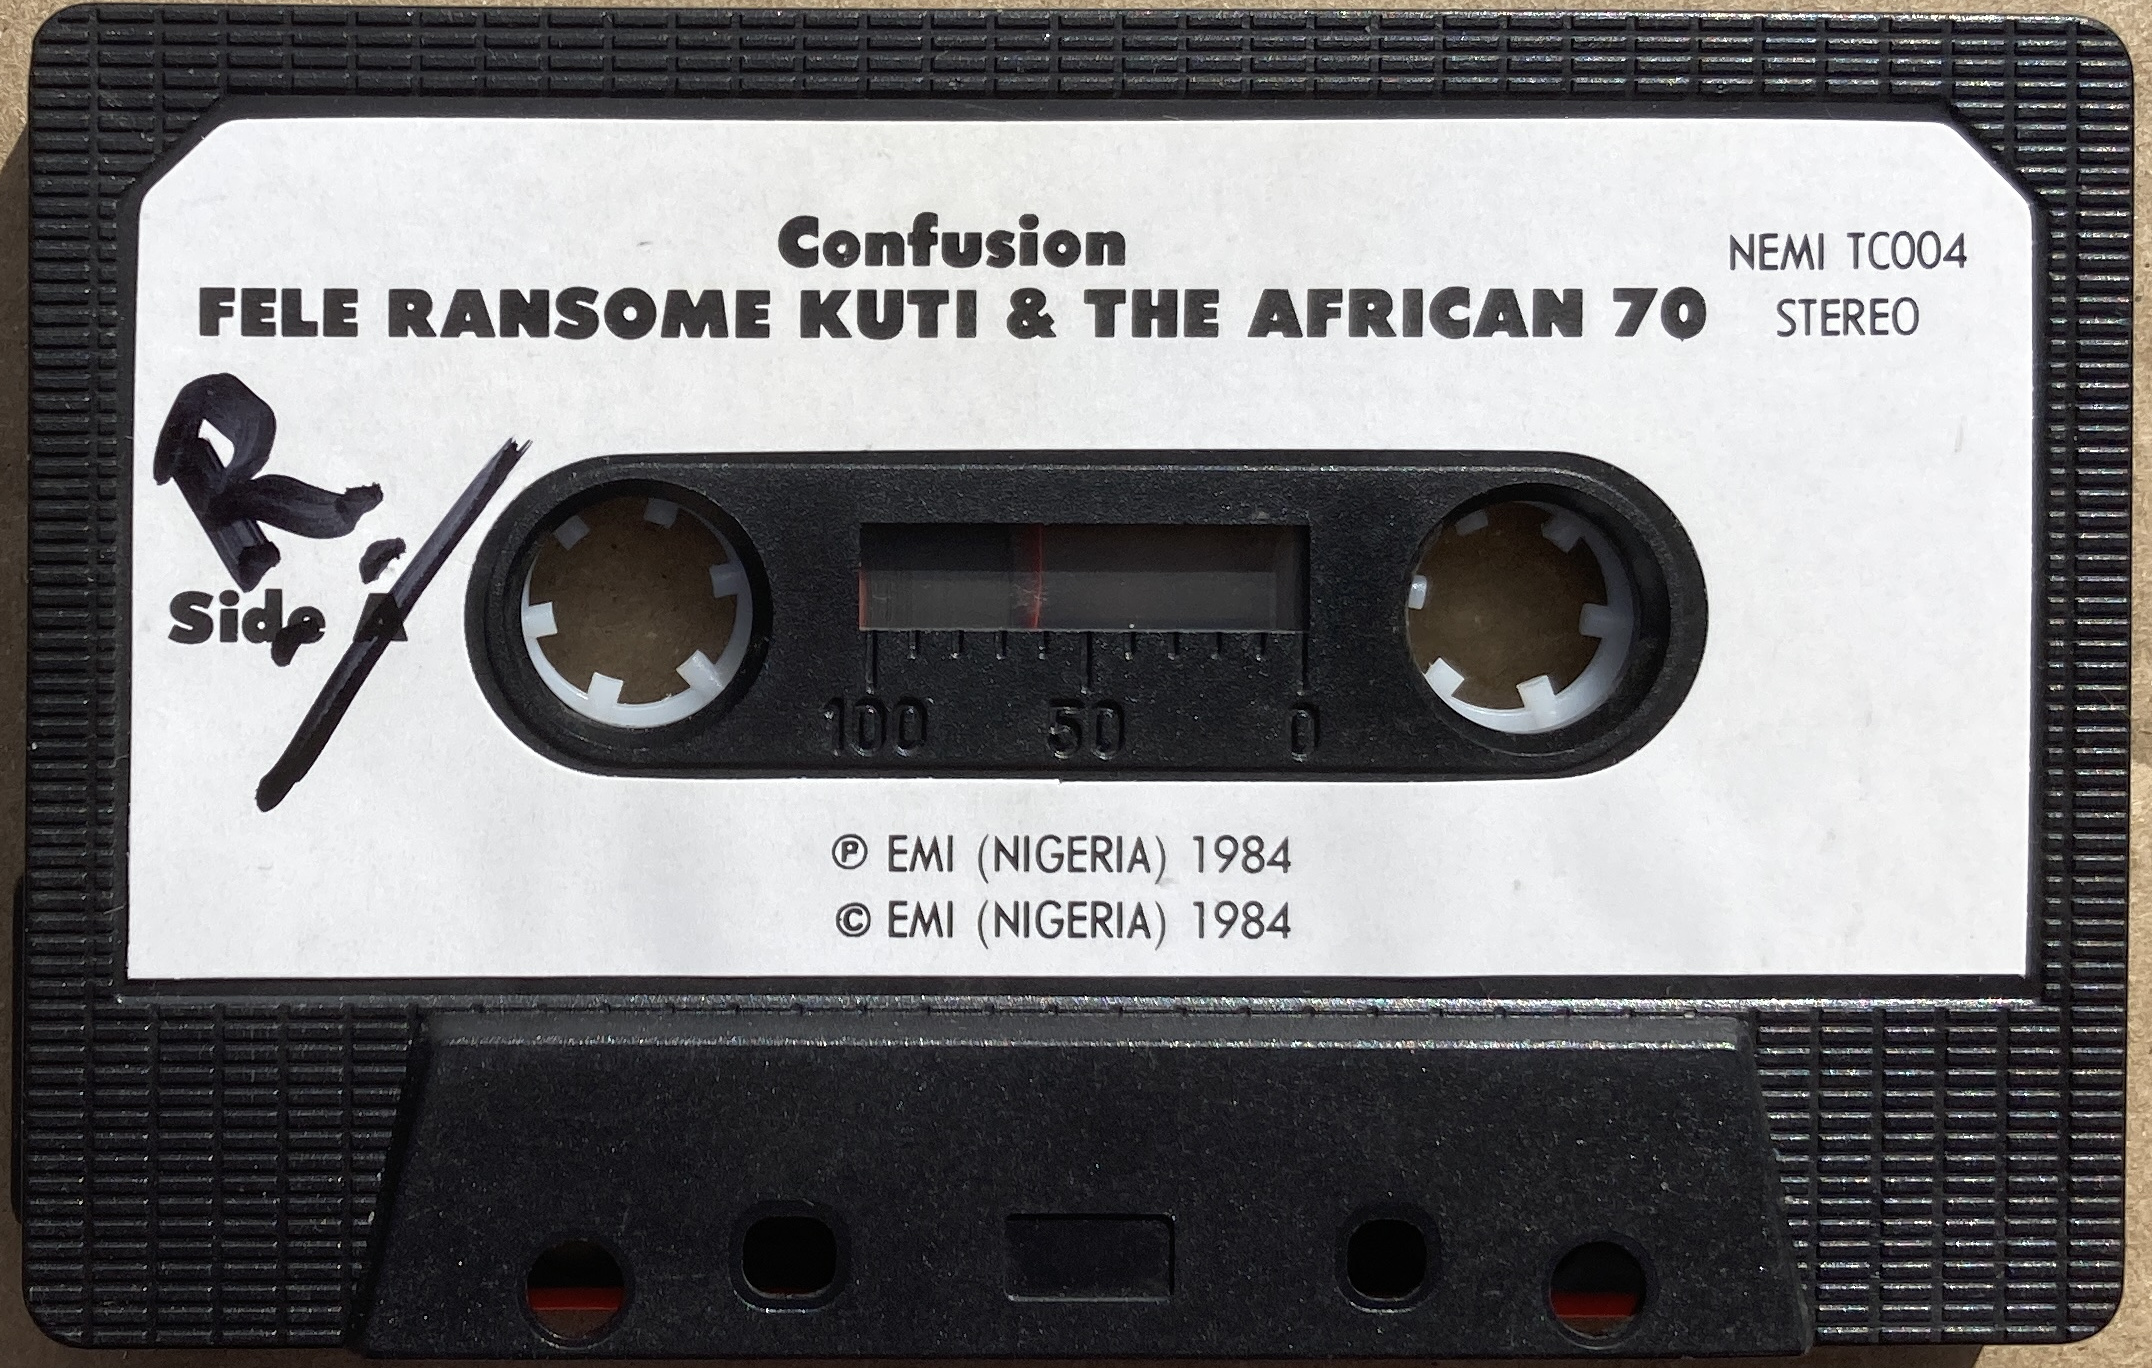 Confusion
FELE RANSOME KUTI & THE AFRICAN 70
NEMI TC004
STEREO
R.
Side A
100 50 0
℗ EMI (NIGERIA) 1984
© EMI (NIGERIA) 1984